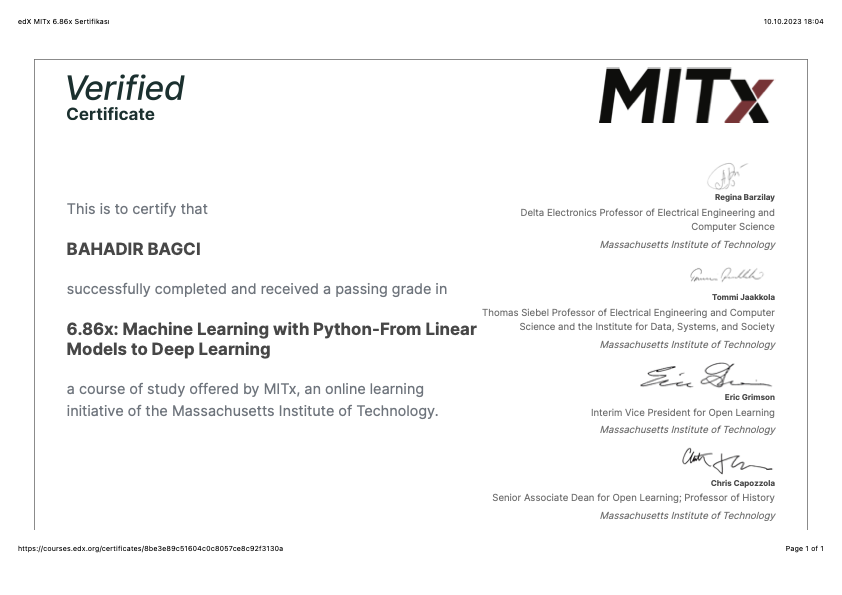 edX MITx 6.86x Sertifikası
10.10.2023 18:04
Verified
Certificate
MITx
This is to certify that
BAHADIR BAGCI
successfully completed and received a passing grade in
6.86x: Machine Learning with Python-From Linear
Models to Deep Learning
a course of study offered by MITx, an online learning
initiative of the Massachusetts Institute of Technology.
Regina Barzilay
Delta Electronics Professor of Electrical Engineering and
Computer Science
Massachusetts Institute of Technology
Tommi Jaakkola
Thomas Siebel Professor of Electrical Engineering and Computer
Science and the Institute for Data, Systems, and Society
Massachusetts Institute of Technology
Eric Grimson
Interim Vice President for Open Learning
Massachusetts Institute of Technology
Chris Capozzola
Senior Associate Dean for Open Learning; Professor of History
Massachusetts Institute of Technology
https://courses.edx.org/certificates/8be3e89c51604c0c8057ce8c92f3130a
Page 1 of 1